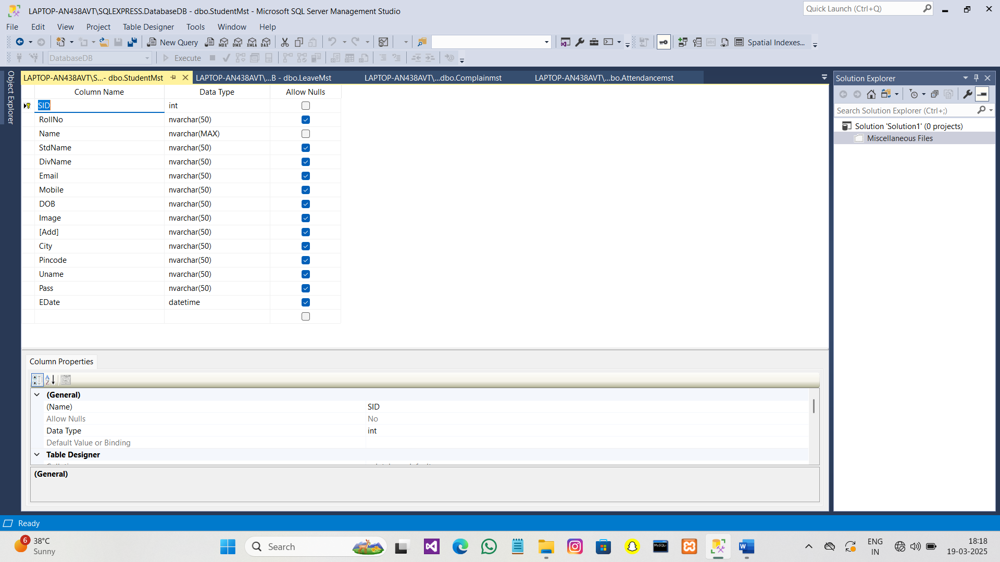 LAPTOP-AN438AVT\SQLEXPRESS.DatabaseDB - dbo.StudentMst - Microsoft SQL Server Management Studio
Quick Launch (Ctrl+Q)
File Edit View Project Table Designer Tools Window Help
New Query MDX DMX XMLA DAX Spatial Indexes...
DatabaseDB Execute
Object Explorer
LAPTOP-AN438AVT\S...- dbo.StudentMst LAPTOP-AN438AVT\...B - dbo.LeaveMst LAPTOP-AN438AVT\...dbo.Complainmst LAPTOP-AN438AVT\...bo.Attendancemst
Column Name Data Type Allow Nulls
SID int
RollNo nvarchar(50)
Name nvarchar(MAX)
StdName nvarchar(50)
DivName nvarchar(50)
Email nvarchar(50)
Mobile nvarchar(50)
DOB nvarchar(50)
Image nvarchar(50)
[Add] nvarchar(50)
City nvarchar(50)
Pincode nvarchar(50)
Uname nvarchar(50)
Pass nvarchar(50)
EDate datetime
Column Properties
(General)
(Name) SID
Allow Nulls No
Data Type int
Default Value or Binding
Table Designer
(General)
Solution Explorer
Search Solution Explorer (Ctrl+;)
Solution 'Solution1' (0 projects)
Miscellaneous Files
Ready
6
38°C
Sunny
Search
MySQL
ENG
IN
18:18
19-03-2025